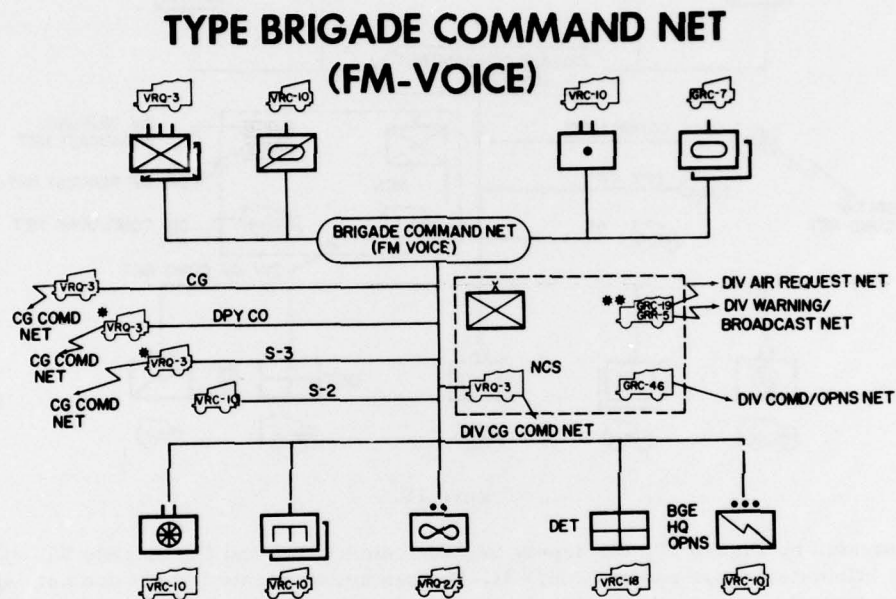 TYPE BRIGADE COMMAND NET
(FM-VOICE)
VRQ-3
VRC-10
VRC-10
GRC-7
BRIGADE COMMAND NET
(FM VOICE)
VRQ-3
CG
CG COMD
NET
*
VRQ-3
DPY CO
CG COMD
NET
*
VRQ-3
S-3
CG COMD
NET
VRC-10
S-2
X
**
GRC-19
GRR-5
DIV AIR REQUEST NET
DIV WARNING/
BROADCAST NET
NCS
VRQ-3
GRC-46
DIV COMD/OPNS NET
DIV CG COMD NET
DET
BGE
HQ
OPNS
VRC-10
VRC-10
VRQ-2/3
VRC-18
VRC-10